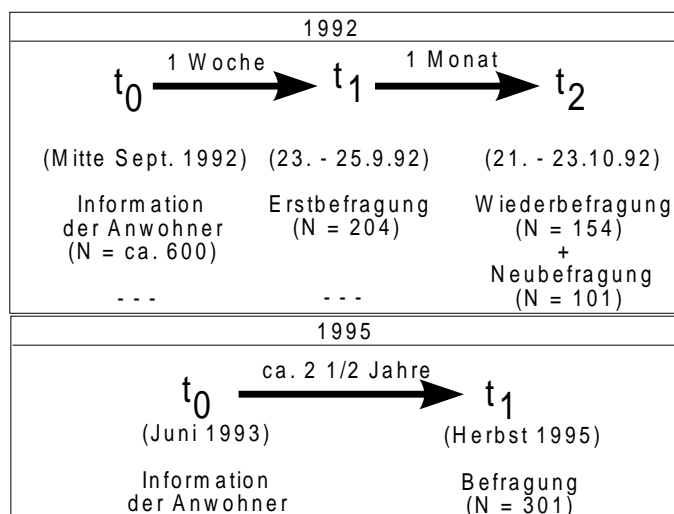 1992
1 Woche 1 Monat
t0 t1 t2
(Mitte Sept. 1992) (23. - 25.9.92) (21. - 23.10.92)
Information Erstbefragung Wiederbefragung
der Anwohner (N = 204) (N = 154)
(N = ca. 600) +
Neubefragung
- - - - - - (N = 101)
1995
ca. 2 1/2 Jahre
t0 t1
(Juni 1993) (Herbst 1995)
Information Befragung
der Anwohner (N = 301)